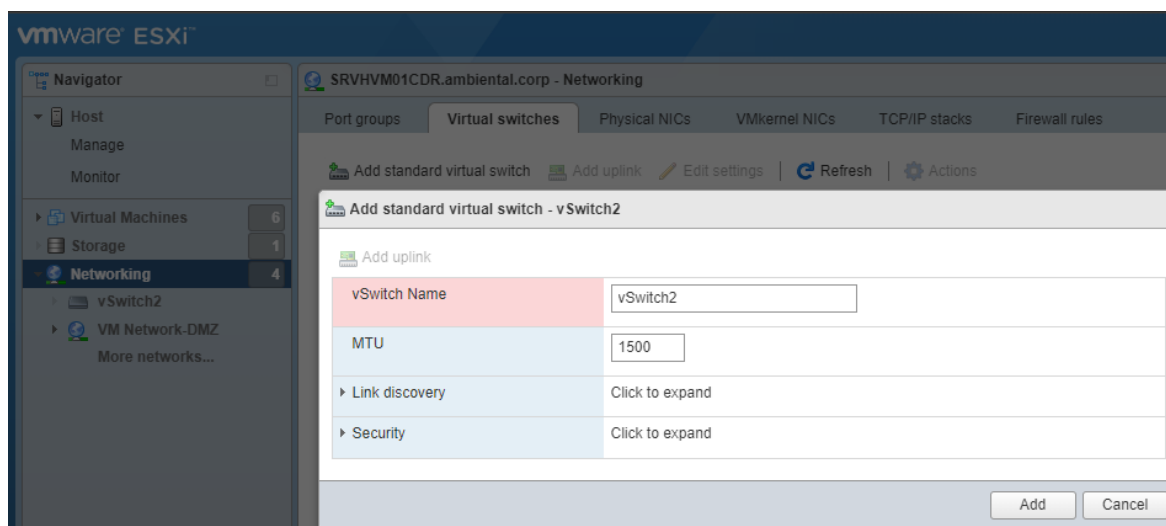 vmware ESXi™
Navigator
SRVHVM01CDR.ambiental.corp - Networking
Host
Manage
Monitor
Virtual Machines 6
Storage 1
Networking 4
vSwitch2
VM Network-DMZ
More networks...
Port groups Virtual switches Physical NICs VMkernel NICs TCP/IP stacks Firewall rules
Add standard virtual switch Add uplink Edit settings Refresh Actions
Add standard virtual switch - vSwitch2
Add uplink
vSwitch Name vSwitch2
MTU 1500
Link discovery Click to expand
Security Click to expand
Add Cancel